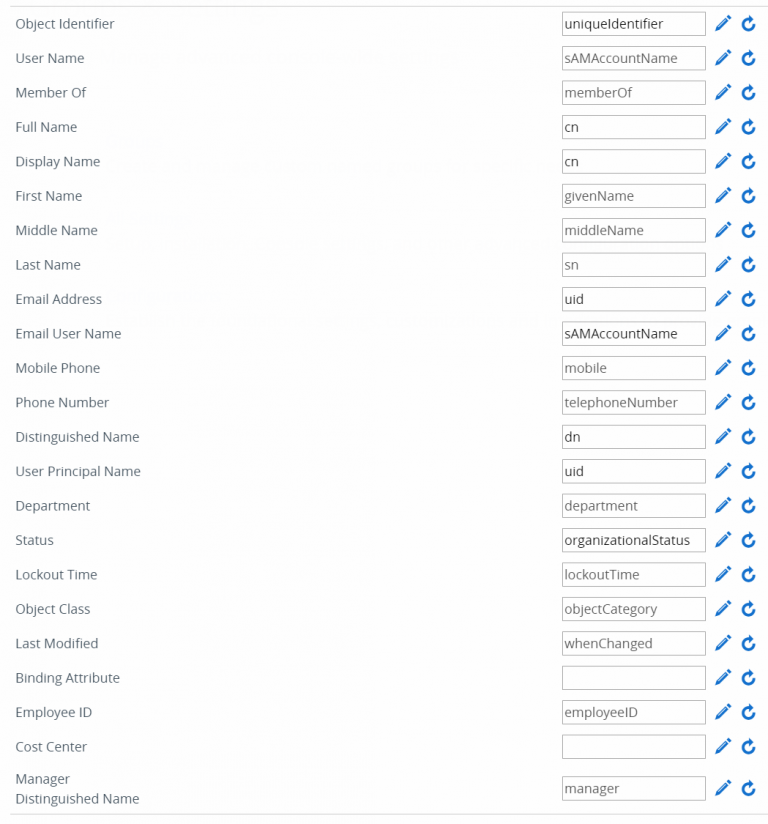 Object Identifier uniqueIdentifier
User Name sAMAccountName
Member Of memberOf
Full Name cn
Display Name cn
First Name givenName
Middle Name middleName
Last Name sn
Email Address uid
Email User Name sAMAccountName
Mobile Phone mobile
Phone Number telephoneNumber
Distinguished Name dn
User Principal Name uid
Department department
Status organizationalStatus
Lockout Time lockoutTime
Object Class objectCategory
Last Modified whenChanged
Binding Attribute
Employee ID employeeID
Cost Center
Manager
Distinguished Name manager